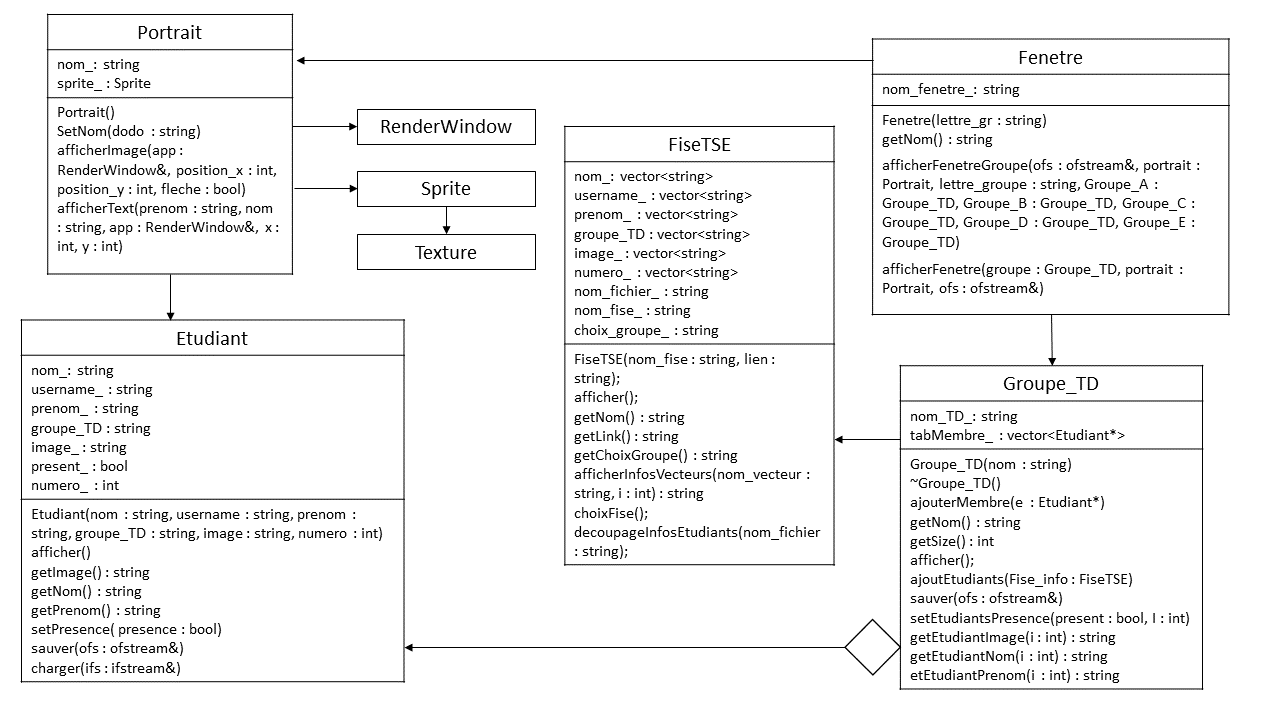 Portrait
nom_: string
sprite_ : Sprite
Portrait()
SetNom(dodo : string)
afficherImage(app :
RenderWindow&, position_x : int,
position_y : int, fleche : bool)
afficherText(prenom : string, nom
: string, app : RenderWindow&, x :
int, y : int)
RenderWindow
Sprite
Texture
Etudiant
nom_: string
username_ : string
prenom_ : string
groupe_TD : string
image_ : string
present_ : bool
numero_ : int
Etudiant(nom : string, username : string, prenom :
string, groupe_TD : string, image : string, numero : int)
afficher()
getImage() : string
getNom() : string
getPrenom() : string
setPresence( presence : bool)
sauver(ofs : ofstream&)
charger(ifs : ifstream&)
FiseTSE
nom_: vector<string>
username_ : vector<string>
prenom_ : vector<string>
groupe_TD : vector<string>
image_ : vector<string>
numero_ : vector<string>
nom_fichier_ : string
nom_fise_ : string
choix_groupe_ : string
FiseTSE(nom_fise : string, lien :
string);
afficher();
getNom() : string
getLink() : string
getChoixGroupe() : string
afficherInfosVecteurs(nom_vecteur :
string, i : int) : string
choixFise();
decoupageInfosEtudiants(nom_fichier
: string);
Fenetre
nom_fenetre_: string
Fenetre(lettre_gr : string)
getNom() : string
afficherFenetreGroupe(ofs : ofstream&, portrait :
Portrait, lettre_groupe : string, Groupe_A :
Groupe_TD, Groupe_B : Groupe_TD, Groupe_C :
Groupe_TD, Groupe_D : Groupe_TD, Groupe_E :
Groupe_TD)
afficherFenetre(groupe : Groupe_TD, portrait :
Portrait, ofs : ofstream&)
Groupe_TD
nom_TD_: string
tabMembre_ : vector<Etudiant*>
Groupe_TD(nom : string)
~Groupe_TD()
ajouterMembre(e : Etudiant*)
getNom() : string
getSize() : int
afficher();
ajoutEtudiants(Fise_info : FiseTSE)
sauver(ofs : ofstream&)
setEtudiantsPresence(present : bool, I : int)
getEtudiantImage(i : int) : string
getEtudiantNom(i : int) : string
etEtudiantPrenom(i : int) : string